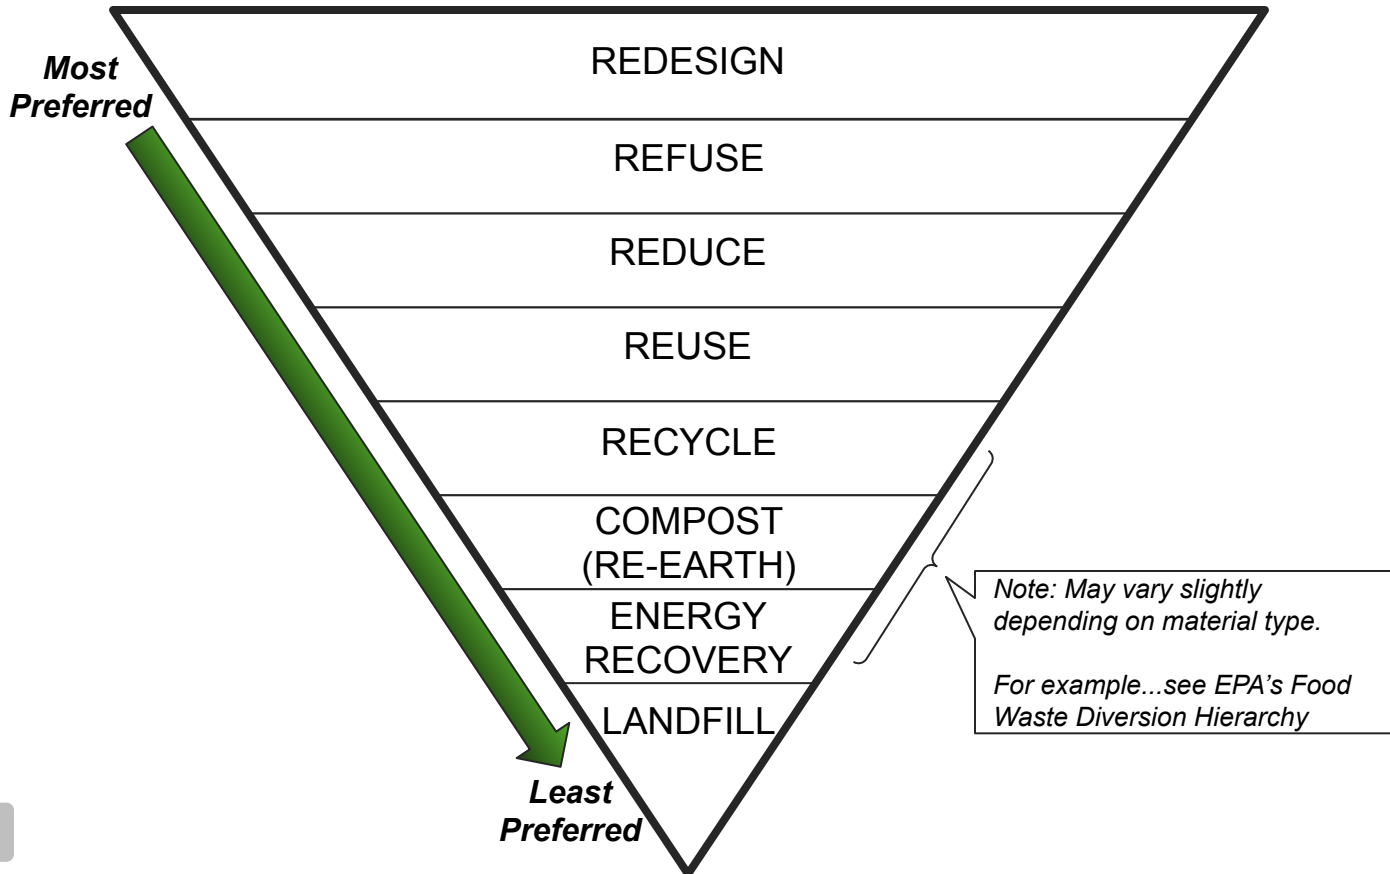 REDESIGN
Most
Preferred
REFUSE
REDUCE
REUSE
RECYCLE
COMPOST
(RE-EARTH)
ENERGY
RECOVERY
Note: May vary slightly
depending on material type.
For example...see EPA's Food
Waste Diversion Hierarchy
LANDFILL
Least
Preferred